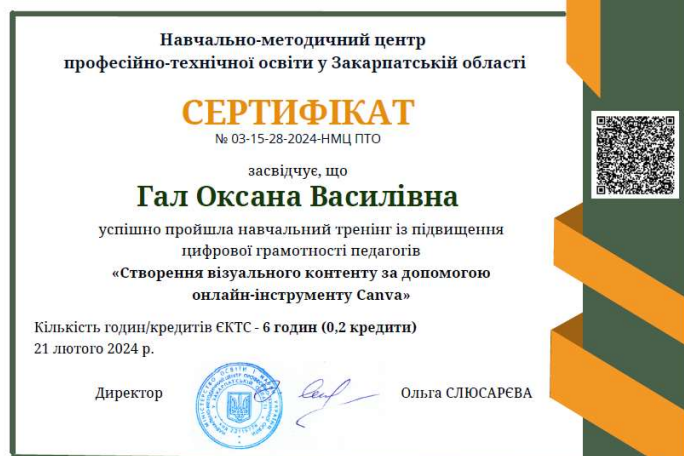 Навчально-методичний центр
професійно-технічної освіти у Закарпатській області
СЕРТИФІКАТ
№ 03-15-28-2024-НМЦ ПТО
засвідчує, що
Гал Оксана Василівна
успішно пройшла навчальний тренінг із підвищення
цифрової грамотності педагогів
«Створення візуального контенту за допомогою
онлайн-інструменту Canva»
Кількість годин/кредитів ЄКТС - 6 годин (0,2 кредити)
21 лютого 2024 р.
Директор
Ольга СЛЮСАРЄВА